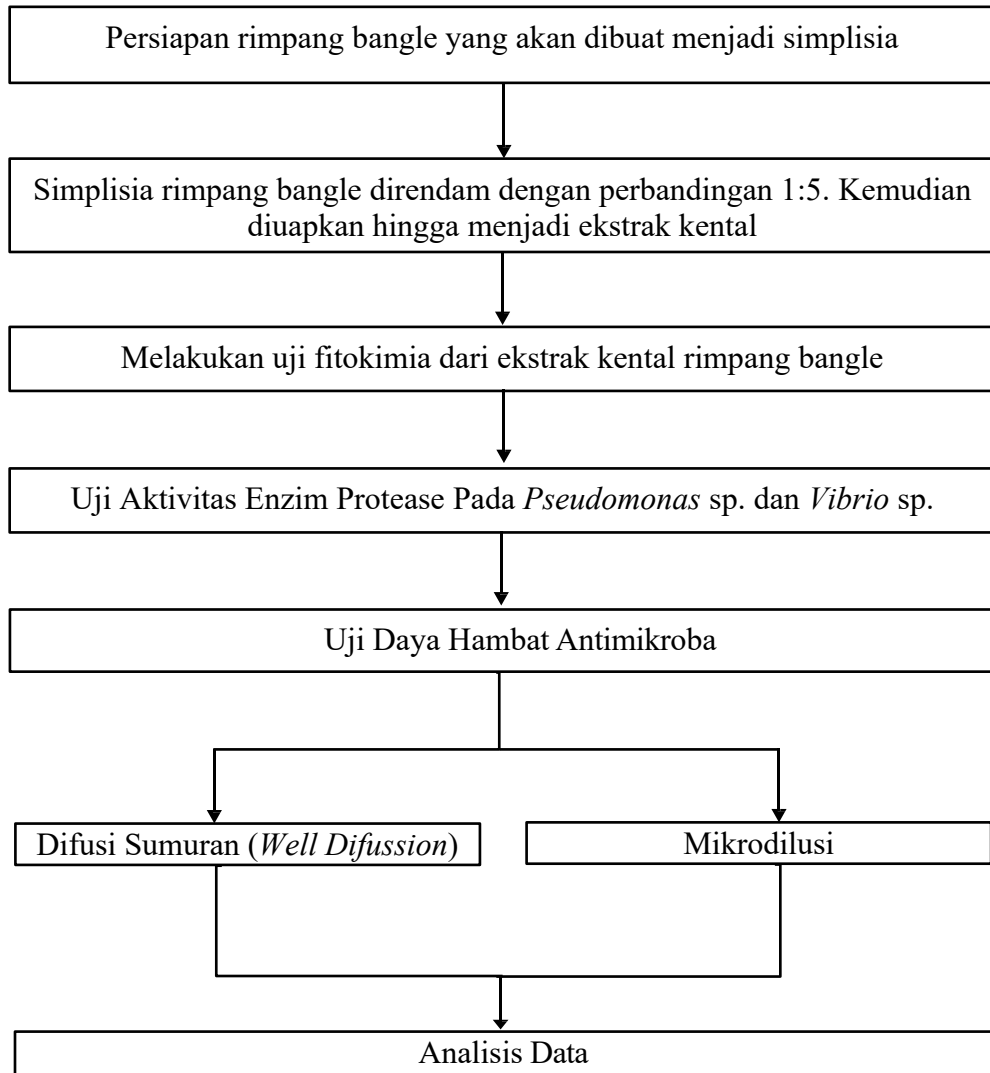 Persiapan rimpang bangle yang akan dibuat menjadi simplisia
Simplisia rimpang bangle direndam dengan perbandingan 1:5. Kemudian
diuapkan hingga menjadi ekstrak kental
Melakukan uji fitokimia dari ekstrak kental rimpang bangle
Uji Aktivitas Enzim Protease Pada Pseudomonas sp. dan Vibrio sp.
Uji Daya Hambat Antimikroba
Difusi Sumuran (Well Difussion)
Mikrodilusi
Analisis Data